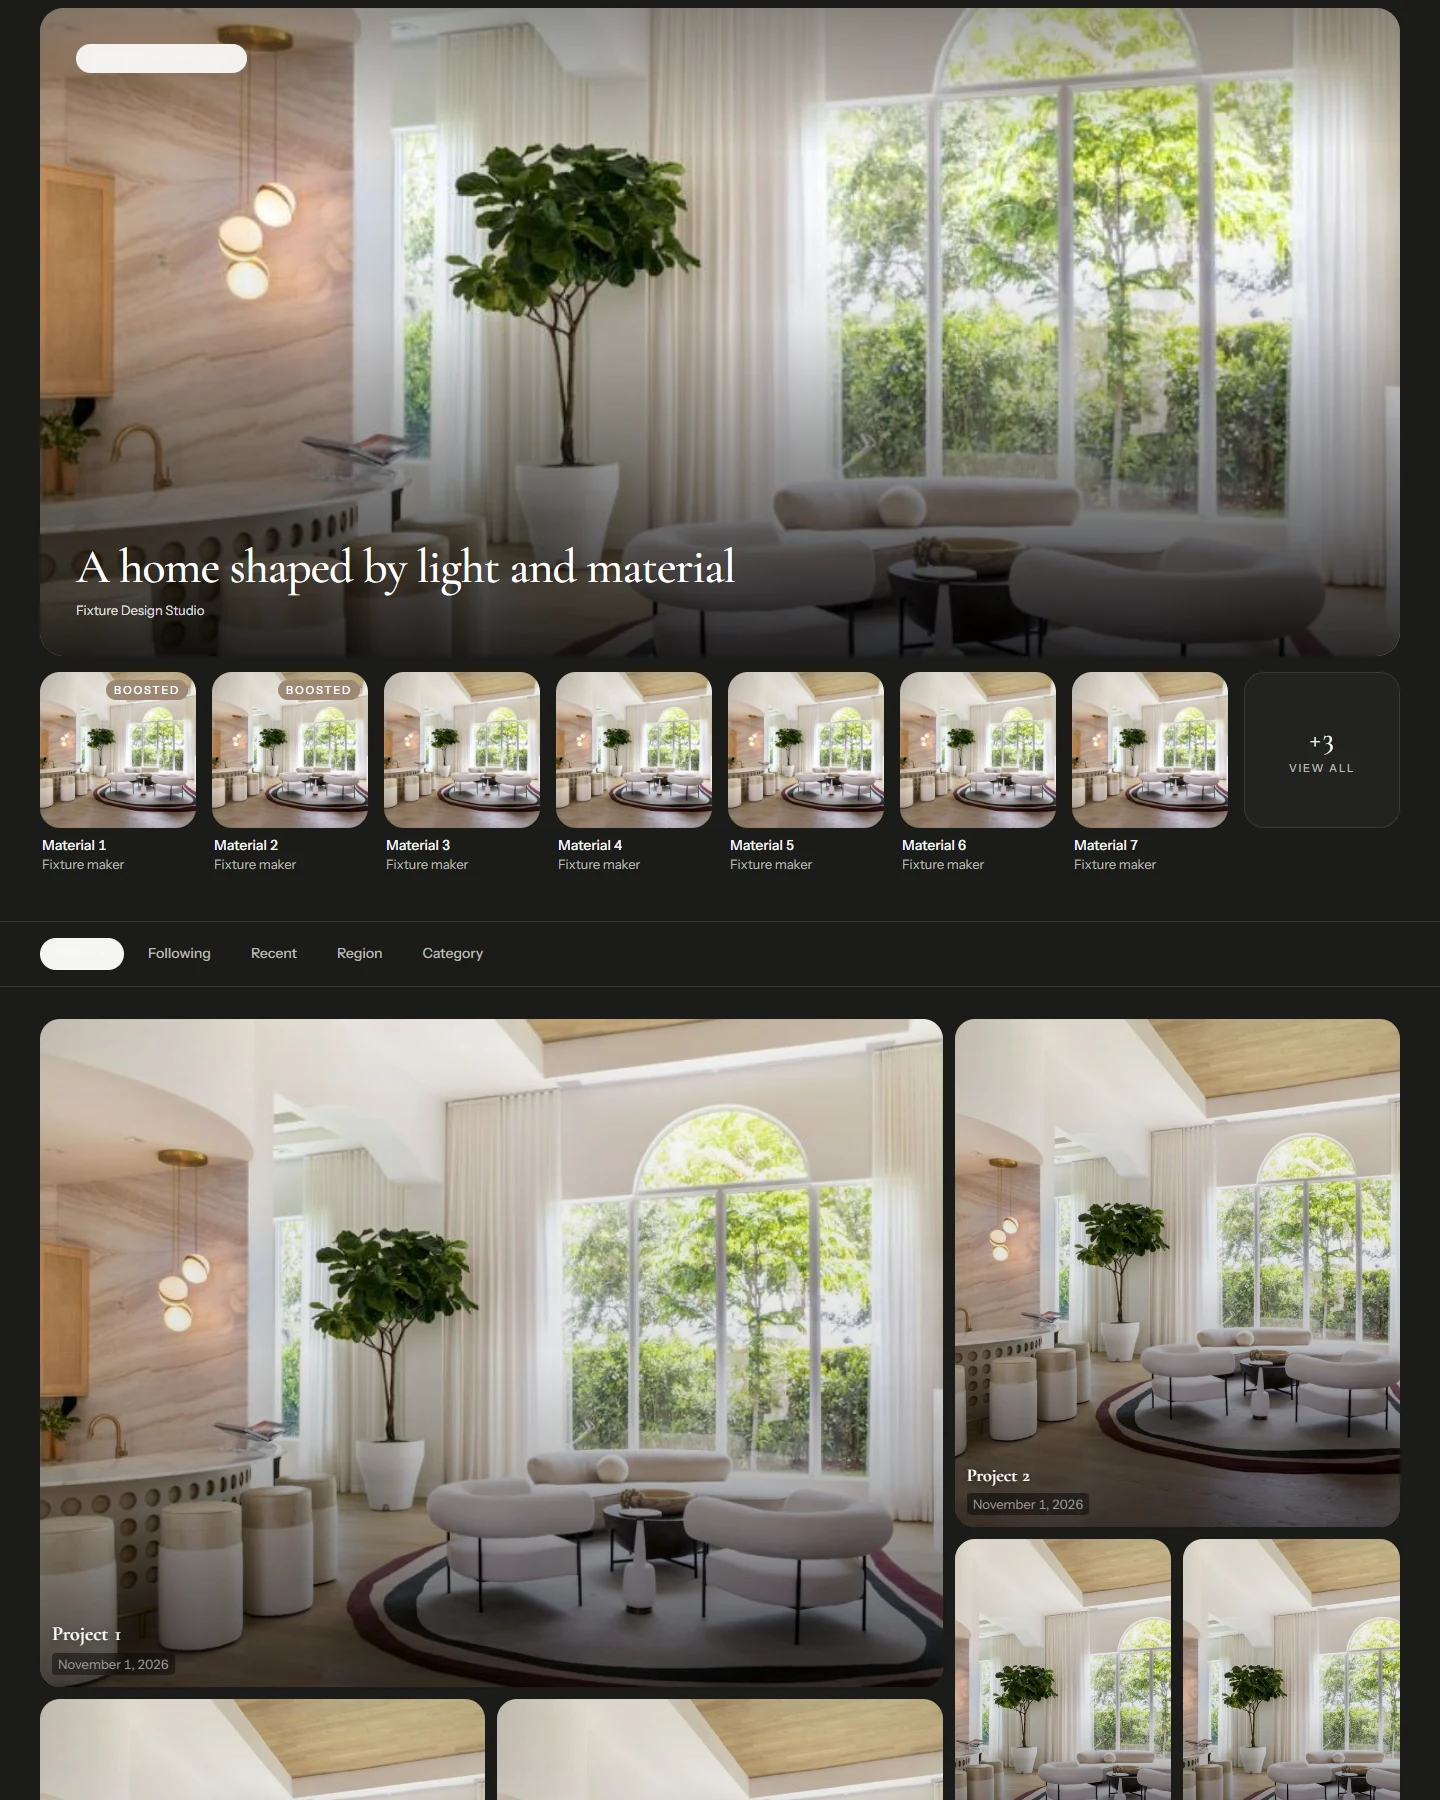 A home shaped by light and material
Fixture Design Studio
BOOSTED
BOOSTED
+3
VIEW ALL
Material 1
Material 2
Material 3
Material 4
Material 5
Material 6
Material 7
Fixture maker
Fixture maker
Fixture maker
Fixture maker
Fixture maker
Fixture maker
Fixture maker
Following
Recent
Region
Category
Project 2
November 1, 2026
Project 1
November 1, 2026